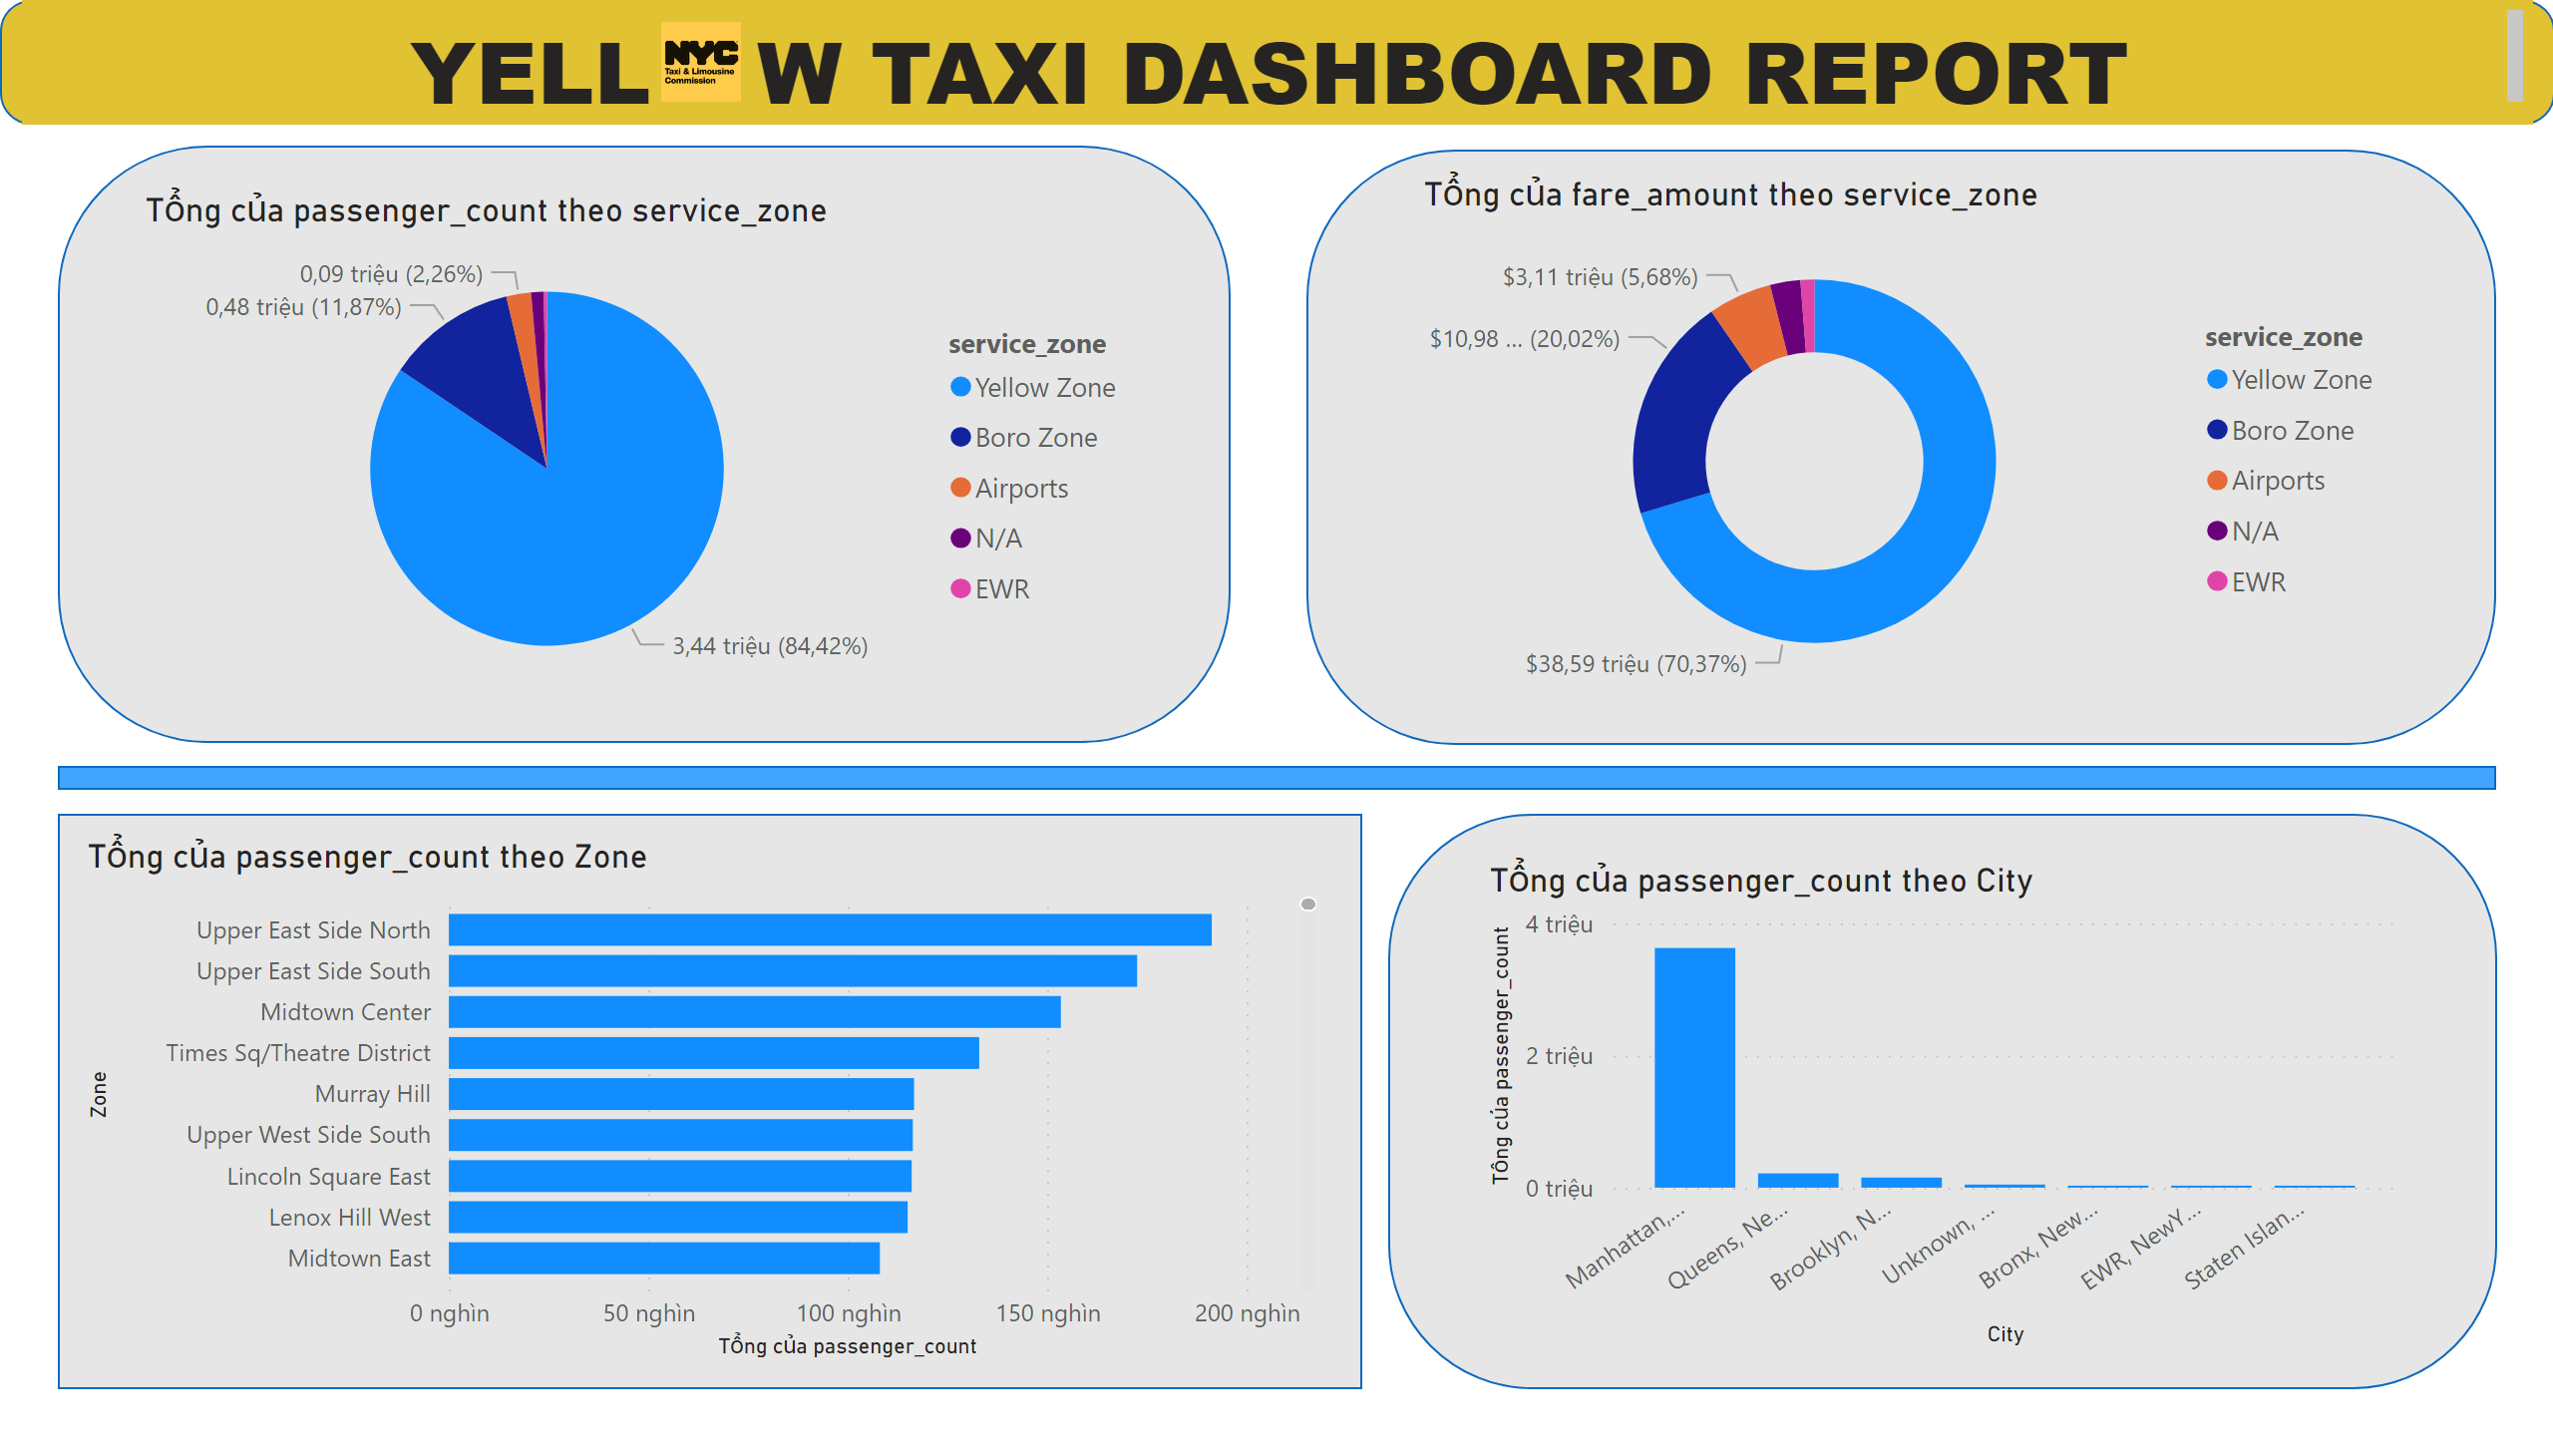 YELL W TAXI DASHBOARD REPORT
NYC
Taxi & Limousine
Commission
Tổng của passenger_count theo service_zone
0,09 triệu (2,26%)
0,48 triệu (11,87%)
3,44 triệu (84,42%)
service_zone
Yellow Zone
Boro Zone
Airports
N/A
EWR
Tổng của fare_amount theo service_zone
$3,11 triệu (5,68%)
$10,98 ... (20,02%)
$38,59 triệu (70,37%)
service_zone
Yellow Zone
Boro Zone
Airports
N/A
EWR
Tổng của passenger_count theo Zone
Zone
Upper East Side North
Upper East Side South
Midtown Center
Times Sq/Theatre District
Murray Hill
Upper West Side South
Lincoln Square East
Lenox Hill West
Midtown East
0 nghìn
50 nghìn
100 nghìn
150 nghìn
200 nghìn
Tổng của passenger_count
Tổng của passenger_count theo City
Tổng của passenger_count
4 triệu
2 triệu
0 triệu
Manhattan,...
Queens, Ne...
Brooklyn, N...
Unknown, ...
Bronx, New...
EWR, NewY...
Staten Islan...
City